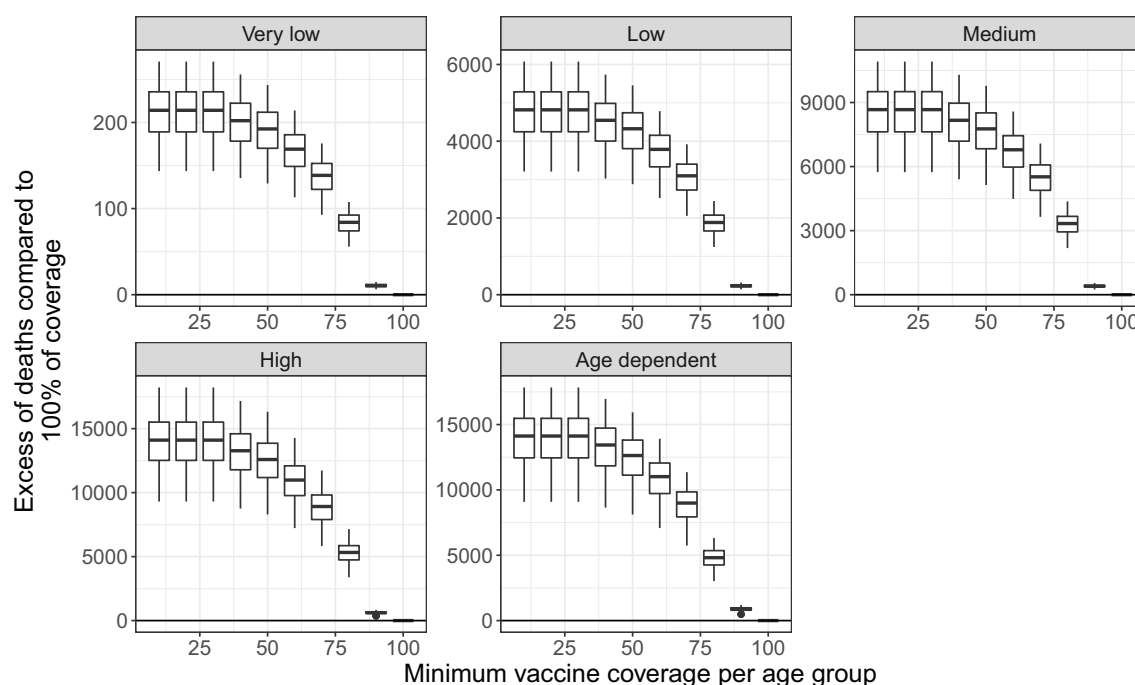 Very low
Low
Medium
200
100
0
6000
4000
2000
0
9000
6000
3000
0
25 50 75 100
25 50 75 100
25 50 75 100
High
Age dependent
15000
10000
5000
0
15000
10000
5000
0
25 50 75 100
25 50 75 100
Excess of deaths compared to
100% of coverage
Minimum vaccine coverage per age group